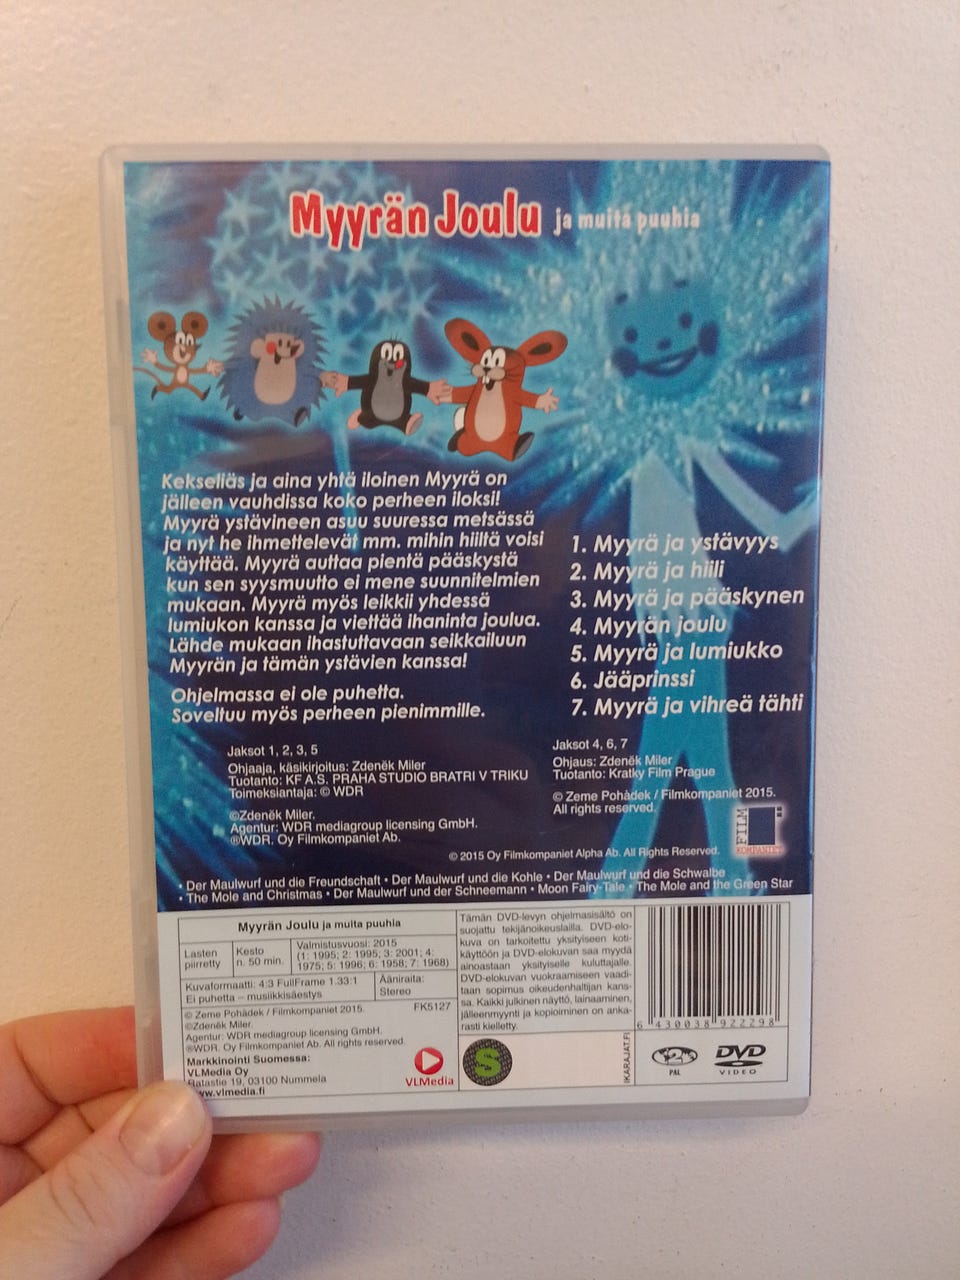 Myyrän Joulu ja muita puuhia
Kekseliäs ja aina yhtä iloinen Myyrä on
jälleen vauhdissa koko perheen iloksi!
Myyrä ystävineen asuu suuressa metsässä
ja nyt he ihmettelevät mm. mihin hiiltä voisi
käyttää. Myyrä auttaa pientä pääskystä
kun sen syysmuutto ei mene suunnitelmien
mukaan. Myyrä myös leikkii yhdessä
lumiukon kanssa ja viettää ihaninta joulua.
Lähde mukaan ihastuttavaan seikkailuun
Myyrän ja tämän ystävien kanssa!
Ohjelmassa ei ole puhetta.
Soveltuu myös perheen pienimmille.
1. Myyrä ja ystävyys
2. Myyrä ja hiili
3. Myyrä ja pääskynen
4. Myyrän joulu
5. Myyrä ja lumiukko
6. Jääprinssi
7. Myyrä ja vihreä tähti
Jaksot 1, 2, 3, 5
Ohjaaja, käsikirjoitus: Zdeněk Miler
Tuotanto: KF A.S. PRAHA STUDIO BRATRI V TRIKU
Toimeksiantaja: © WDR
©Zdeněk Miler.
Agentur: WDR mediagroup licensing GmbH.
®WDR. Oy Filmkompaniet Ab.
Jaksot 4, 6, 7
Ohjaus: Zdeněk Miler
Tuotanto: Kratky Film Prague
© Zeme Pohádek / Filmkompaniet 2015.
All rights reserved.
FILM
KOMPANIET
© 2015 Oy Filmkompaniet Alpha Ab. All Rights Reserved.
• Der Maulwurf und die Freundschaft • Der Maulwurf und die Kohle • Der Maulwurf und die Schwalbe
• The Mole and Christmas • Der Maulwurf und der Schneemann • Moon Fairy-Tale • The Mole and the Green Star
Myyrän Joulu ja muita puuhia
Lasten
piirretty
Kesto
n. 50 min.
Valmistusvuosi: 2015
(1: 1995; 2: 1995; 3: 2001; 4:
1975; 5: 1996; 6: 1958; 7: 1968)
Kuvaformaatti: 4:3 FullFrame 1.33:1
Ei puhetta – musiikkisäestys
Ääniraita:
Stereo
© Zeme Pohádek / Filmkompaniet 2015.
FK5127
©Zdeněk Miler.
Agentur: WDR mediagroup licensing GmbH.
®WDR. Oy Filmkompaniet Ab. All rights reserved.
Markkinointi Suomessa:
VLMedia Oy
Ratastie 19, 03100 Nummela
www.vlmedia.fi
VLMedia
Tämän DVD-levyn ohjelmasisältö on
suojattu tekijänoikeuslailla. DVD-elo-
kuva on tarkoitettu yksityiseen koti-
käyttöön ja DVD-elokuvan saa myydä
ainoastaan yksityiselle kuluttajalle.
DVD-elokuvan vuokraamiseen vaadi-
taan sopimus oikeudenhaltijan kans-
sa. Kaikki julkinen näyttö, lainaaminen,
jälleenmyynti ja kopioiminen on anka-
rasti kielletty.
S
IKARAJAT.FI
6 430038 922298
2
PAL
DVD
VIDEO